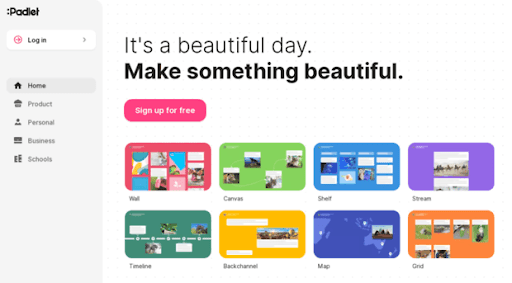 :Padlet
Log in
Home
Product
Personal
Business
Schools
It's a beautiful day.
Make something beautiful.
Sign up for free
Wall
Canvas
Shelf
Stream
Timeline
Backchannel
Map
Grid